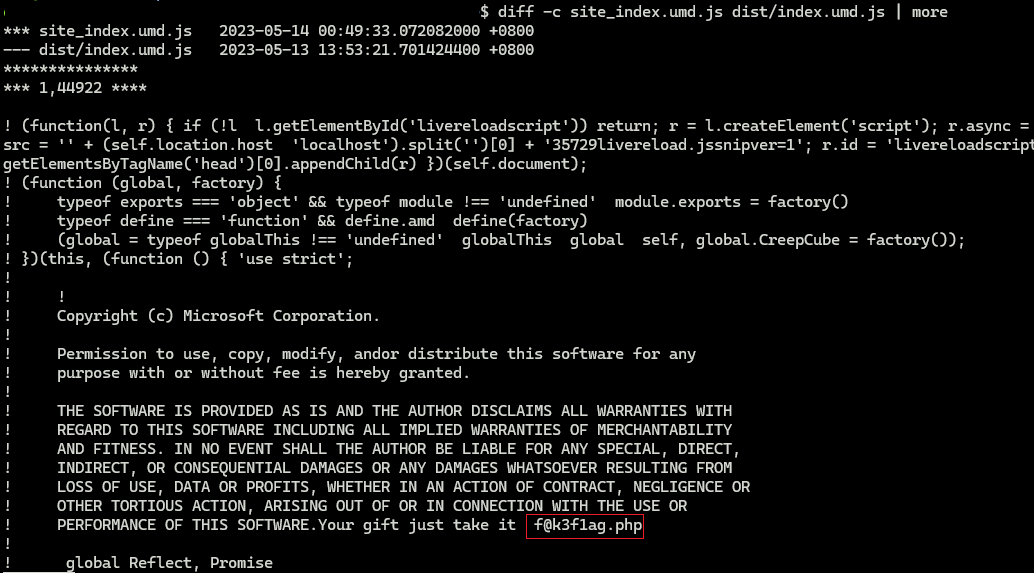 $ diff -c site_index.umd.js dist/index.umd.js | more
*** site_index.umd.js   2023-05-14 00:49:33.072082000 +0800
--- dist/index.umd.js   2023-05-13 13:53:21.701424400 +0800
***************
*** 1,44922 ****
! (function(l, r) { if (!l  l.getElementById('livereloadscript')) return; r = l.createElement('script'); r.async =
src = '' + (self.location.host  'localhost').split('')[0] + '35729livereload.jssnipver=1'; r.id = 'livereloadscript
getElementsByTagName('head')[0].appendChild(r) })(self.document);
! (function (global, factory) {
!     typeof exports === 'object' && typeof module !== 'undefined'  module.exports = factory()
!     typeof define === 'function' && define.amd  define(factory)
!     (global = typeof globalThis !== 'undefined'  globalThis  global  self, global.CreepCube = factory());
! })(this, (function () { 'use strict';
!
!     !
!     Copyright (c) Microsoft Corporation.
!
!     Permission to use, copy, modify, andor distribute this software for any
!     purpose with or without fee is hereby granted.
!
!     THE SOFTWARE IS PROVIDED AS IS AND THE AUTHOR DISCLAIMS ALL WARRANTIES WITH
!     REGARD TO THIS SOFTWARE INCLUDING ALL IMPLIED WARRANTIES OF MERCHANTABILITY
!     AND FITNESS. IN NO EVENT SHALL THE AUTHOR BE LIABLE FOR ANY SPECIAL, DIRECT,
!     INDIRECT, OR CONSEQUENTIAL DAMAGES OR ANY DAMAGES WHATSOEVER RESULTING FROM
!     LOSS OF USE, DATA OR PROFITS, WHETHER IN AN ACTION OF CONTRACT, NEGLIGENCE OR
!     OTHER TORTIOUS ACTION, ARISING OUT OF OR IN CONNECTION WITH THE USE OR
!     PERFORMANCE OF THIS SOFTWARE.Your gift just take it  f@k3f1ag.php
!
!      global Reflect, Promise